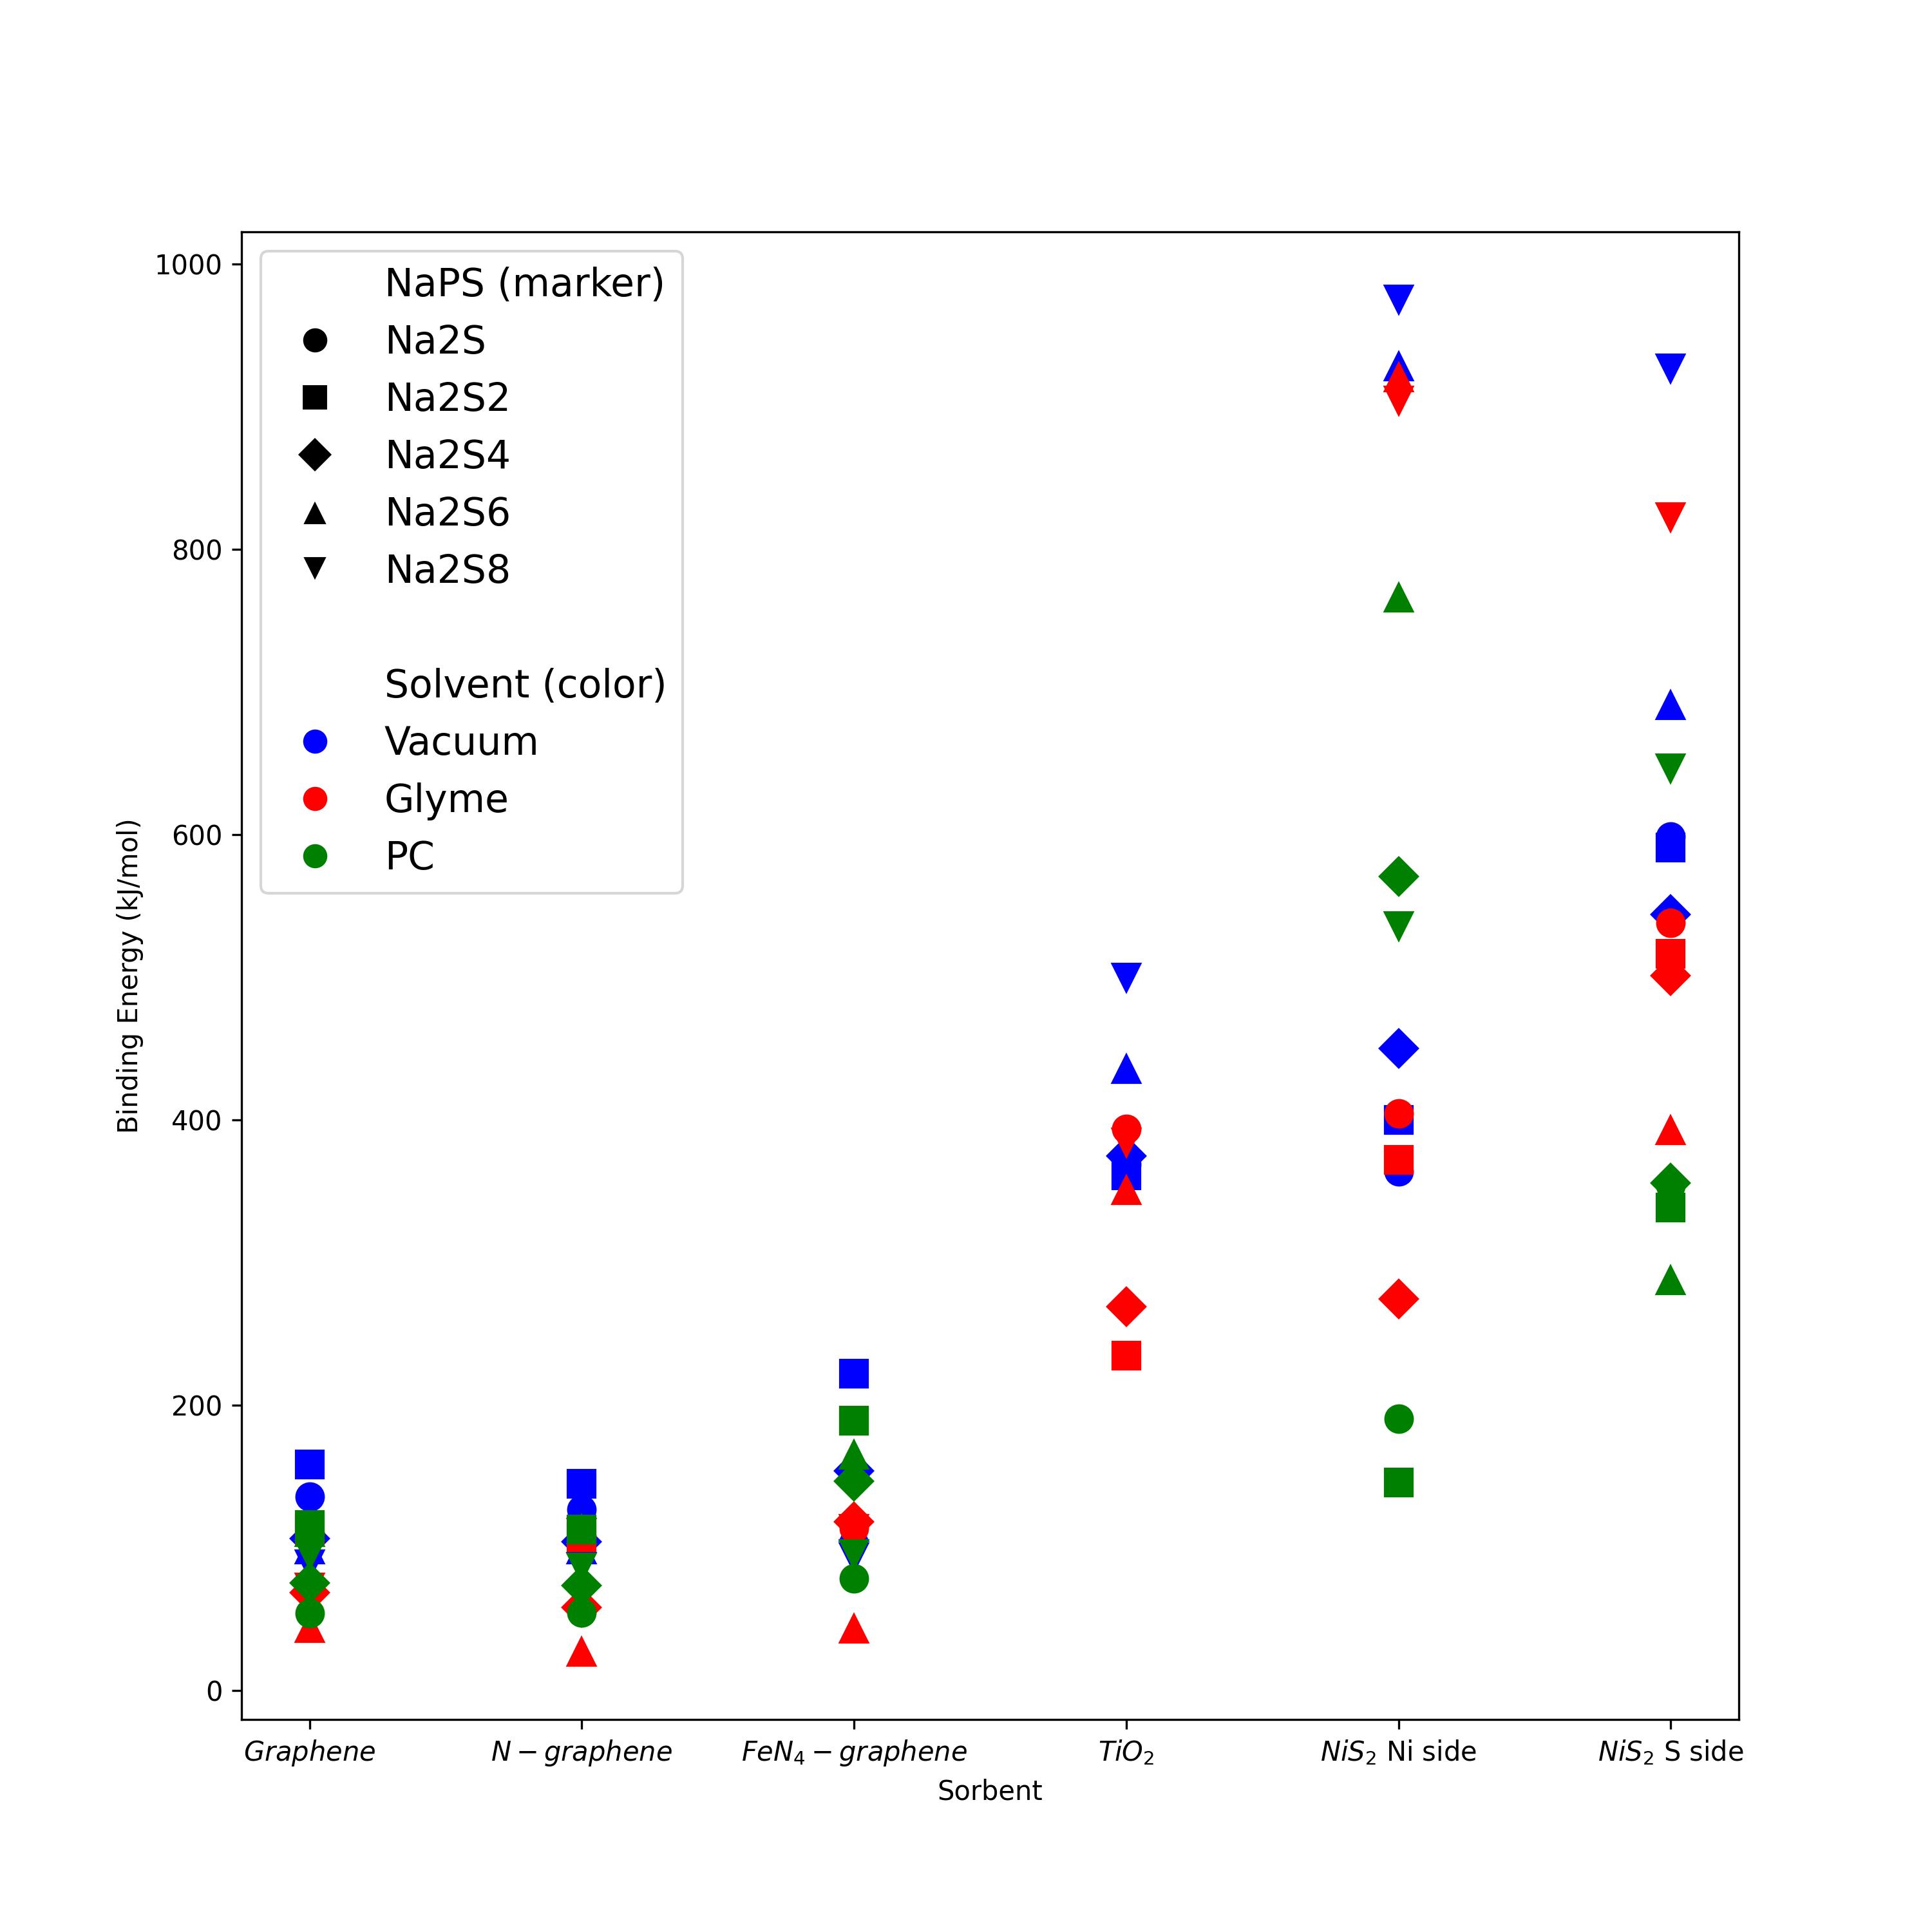 NaPS (marker)
Na2S
Na2S2
Na2S4
Na2S6
Na2S8
Solvent (color)
Vacuum
Glyme
PC
1000
800
600
400
200
0
Binding Energy (kJ/mol)
Graphene
N−graphene
FeN₄−graphene
TiO₂
NiS₂ Ni side
NiS₂ S side
Sorbent